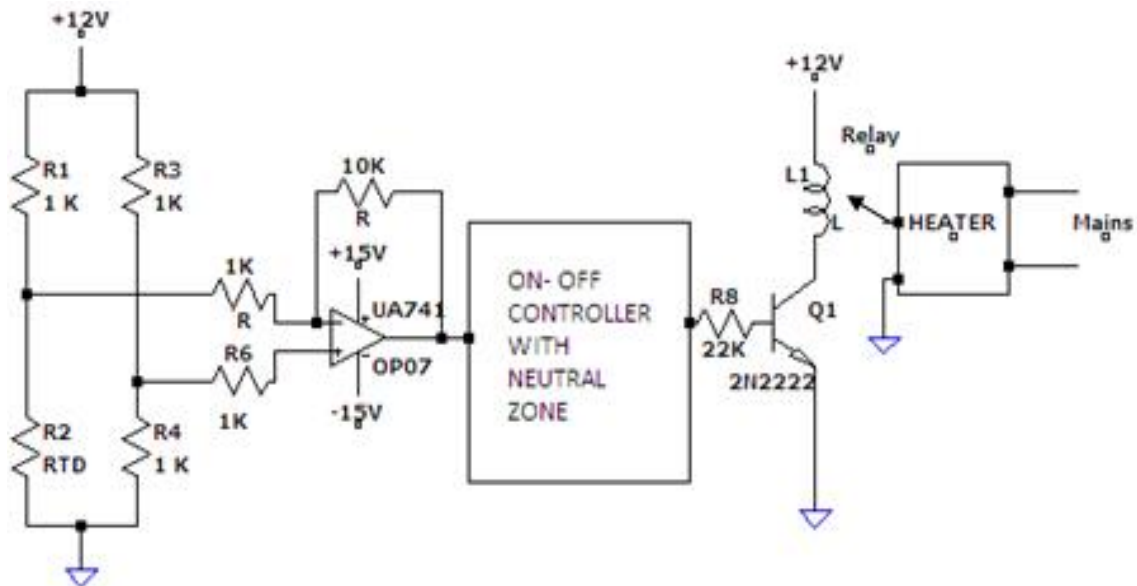 +12V
R1
1 K
R3
1K
R2
RTD
R4
1 K
1K
R
R6
1K
10K
R
+15V
UA741
OP07
-15V
ON- OFF
CONTROLLER
WITH
NEUTRAL
ZONE
R8
22K
+12V
L1
L
Q1
2N2222
Relay
HEATER
Mains